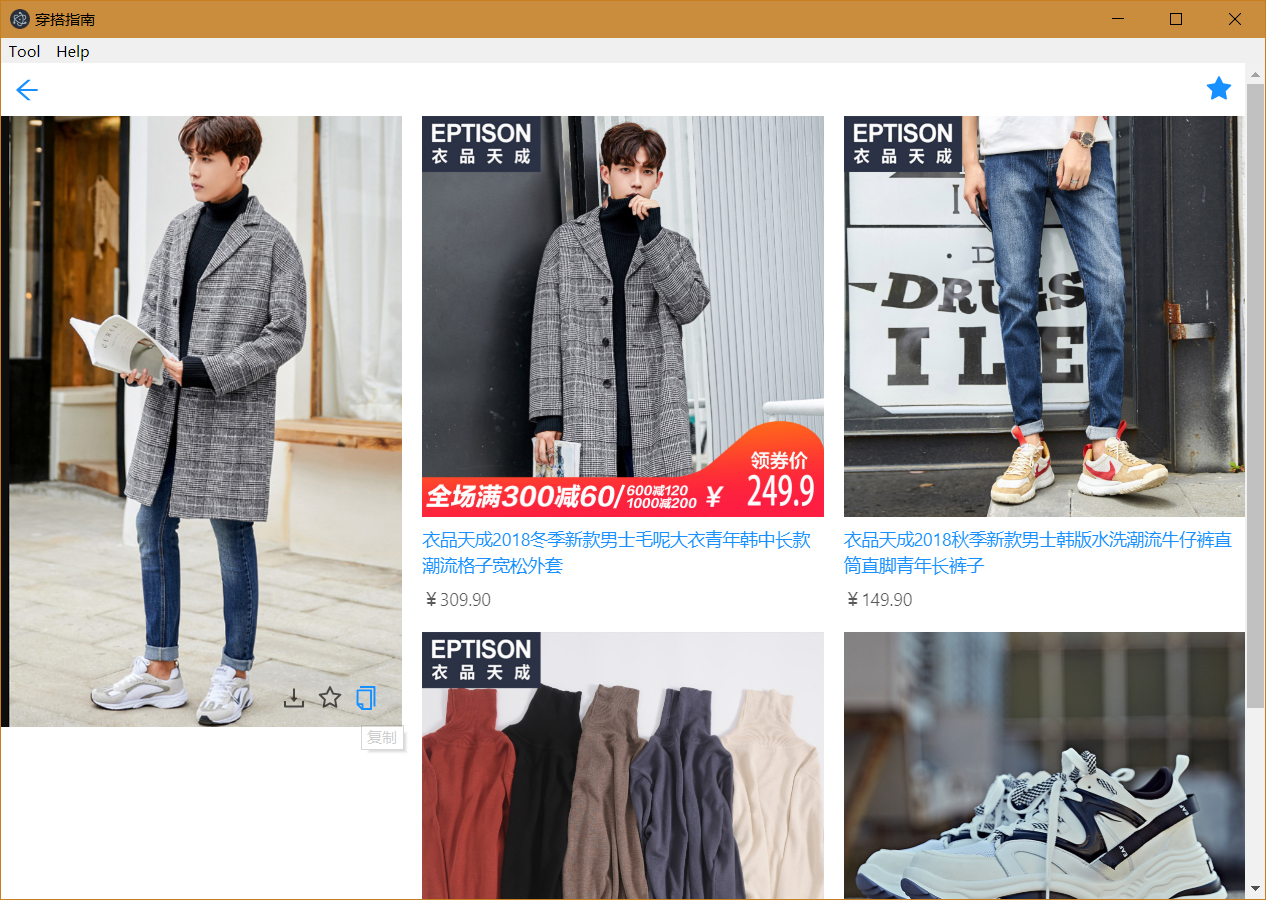 穿搭指南
Tool Help
EPTISON
衣品天成
全场满300减60/
600减120
1000减200
领券价
¥ 249.9
衣品天成2018冬季新款男士毛呢大衣青年韩中长款
潮流格子宽松外套
¥309.90
EPTISON
衣品天成
DRUGS
ILE
衣品天成2018秋季新款男士韩版水洗潮流牛仔裤直
筒直脚青年长裤子
¥149.90
复制
EPTISON
衣品天成